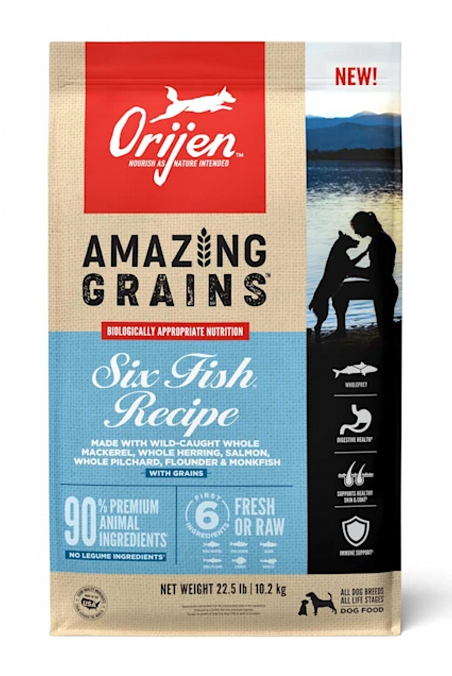 NEW!
Orijen™
NOURISH AS NATURE INTENDED
AMAZING
GRAINS™
BIOLOGICALLY APPROPRIATE NUTRITION
Six Fish
Recipe
MADE WITH WILD-CAUGHT WHOLE
MACKEREL, WHOLE HERRING, SALMON,
WHOLE PILCHARD, FLOUNDER & MONKFISH
WITH GRAINS
90% PREMIUM
ANIMAL
INGREDIENTS
NO LEGUME INGREDIENTS*
FIRST
6
INGREDIENTS
FRESH
OR RAW
WHOLEPREY
DIGESTIVE HEALTH*
SUPPORTS HEALTHY
SKIN & COAT*
IMMUNE SUPPORT*
NET WEIGHT 22.5 lb | 10.2 kg
USA
ALL DOG BREEDS
ALL LIFE STAGES
DOG FOOD